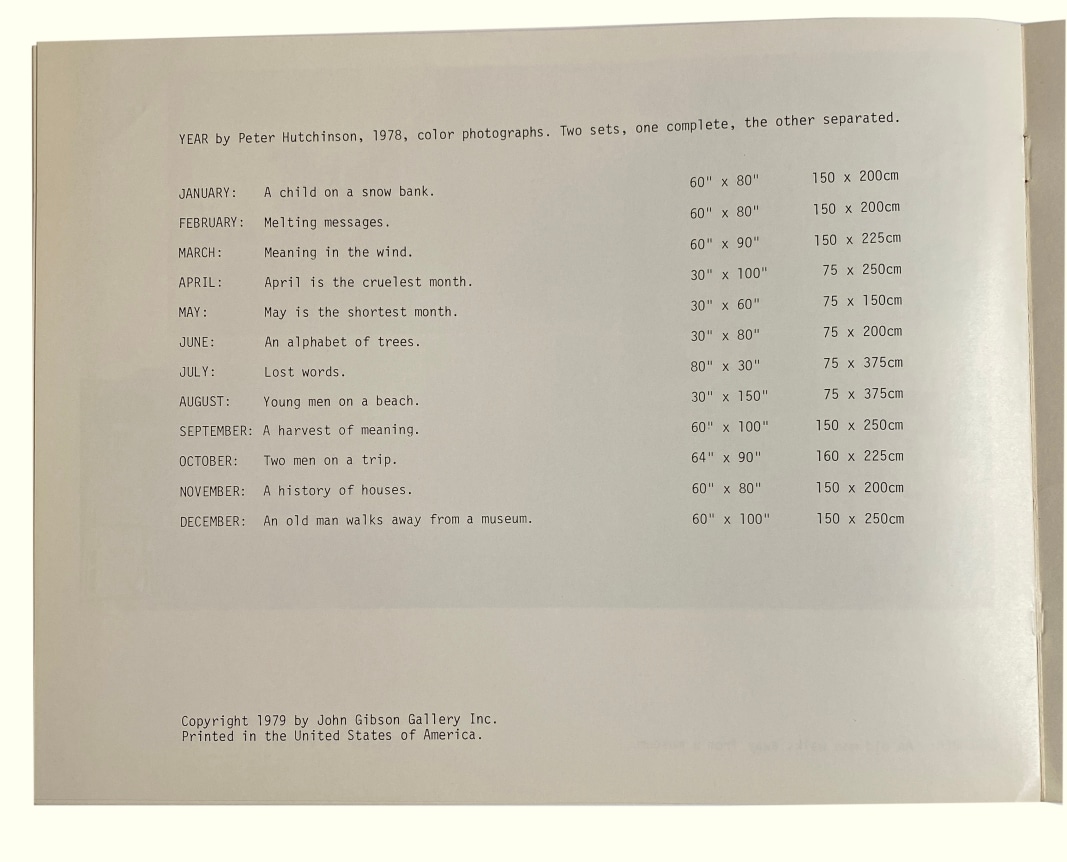 YEAR by Peter Hutchinson, 1978, color photographs. Two sets, one complete, the other separated.
JANUARY: A child on a snow bank. 60" x 80" 150 x 200cm
FEBRUARY: Melting messages. 60" x 80" 150 x 200cm
MARCH: Meaning in the wind. 60" x 90" 150 x 225cm
APRIL: April is the cruelest month. 30" x 100" 75 x 250cm
MAY: May is the shortest month. 30" x 60" 75 x 150cm
JUNE: An alphabet of trees. 30" x 80" 75 x 200cm
JULY: Lost words. 80" x 30" 75 x 375cm
AUGUST: Young men on a beach. 30" x 150" 75 x 375cm
SEPTEMBER: A harvest of meaning. 60" x 100" 150 x 250cm
OCTOBER: Two men on a trip. 64" x 90" 160 x 225cm
NOVEMBER: A history of houses. 60" x 80" 150 x 200cm
DECEMBER: An old man walks away from a museum. 60" x 100" 150 x 250cm
Copyright 1979 by John Gibson Gallery Inc.
Printed in the United States of America.